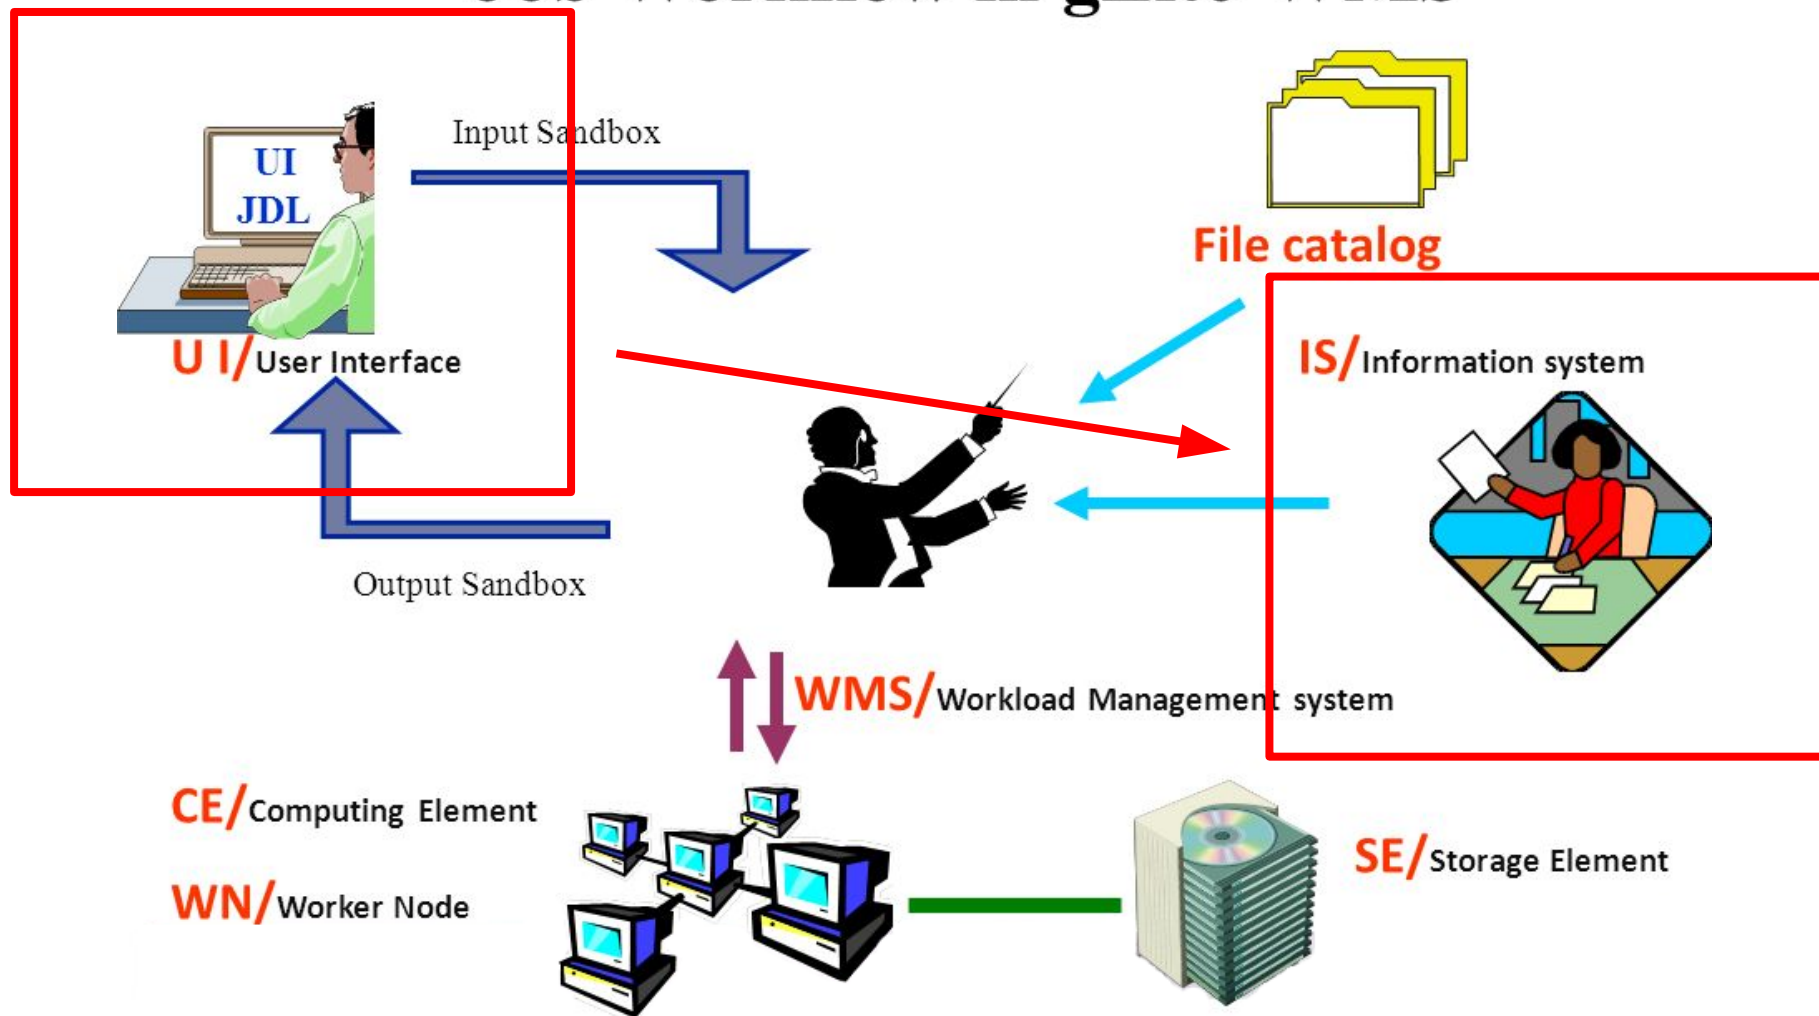 Input Sandbox
UI
JDL
File catalog
U I/User Interface
IS/Information system
Output Sandbox
WMS/Workload Management system
CE/Computing Element
SE/Storage Element
WN/Worker Node